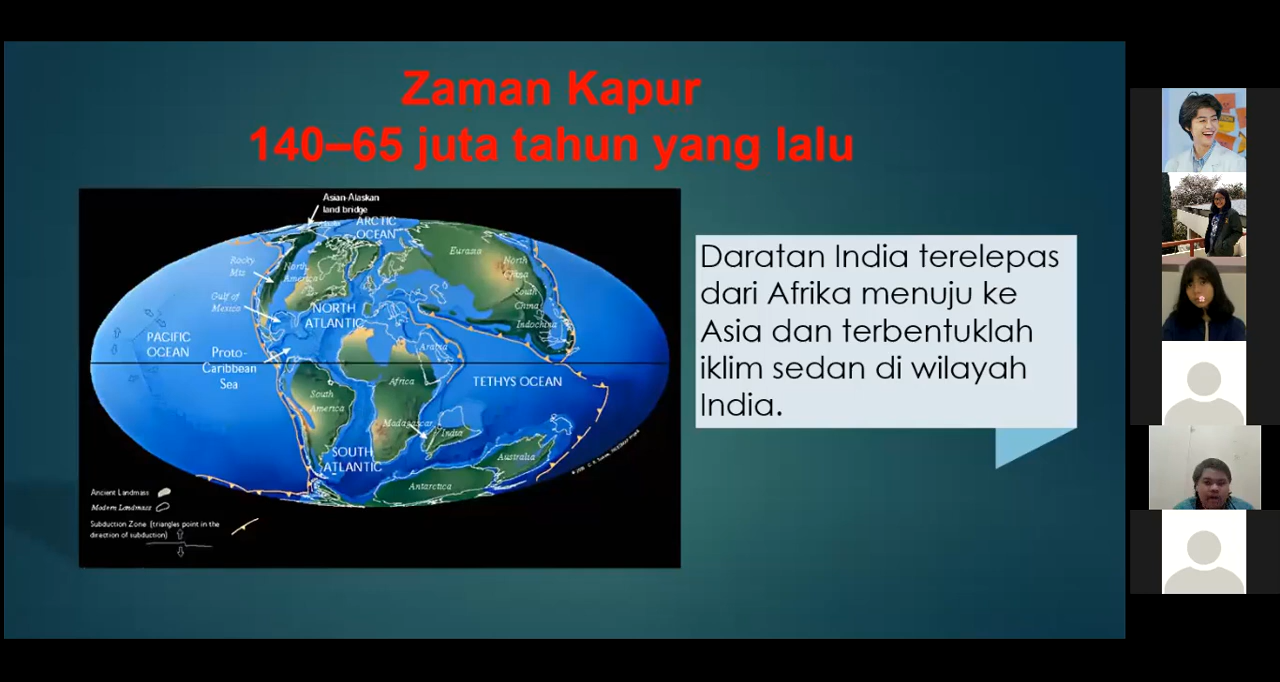 Zaman Kapur
140–65 juta tahun yang lalu
Asian-Alaskan
land bridge
ARCTIC
OCEAN
Eurasia
Rocky
Mts
North
America
North
China
Gulf of
Mexico
South
China
NORTH
ATLANTIC
Indochina
PACIFIC
OCEAN
Arabia
Proto-
Caribbean
Sea
Africa
TETHYS OCEAN
South
America
Madagascar
India
SOUTH
ATLANTIC
Australia
Antarctica
Ancient Landmass
Modern Landmass
Subduction Zone (triangles point in the
direction of subduction)
Daratan India terelepas
dari Afrika menuju ke
Asia dan terbentuklah
iklim sedan di wilayah
India.